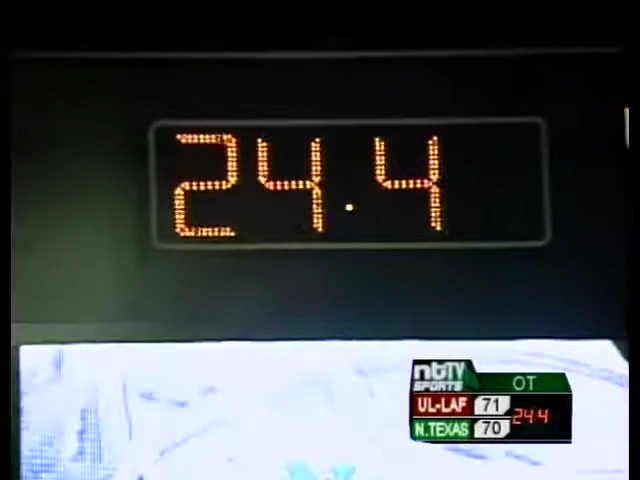 24.4
ntTV
SPORTS
OT
UL-LAF 71
24.4
N.TEXAS 70